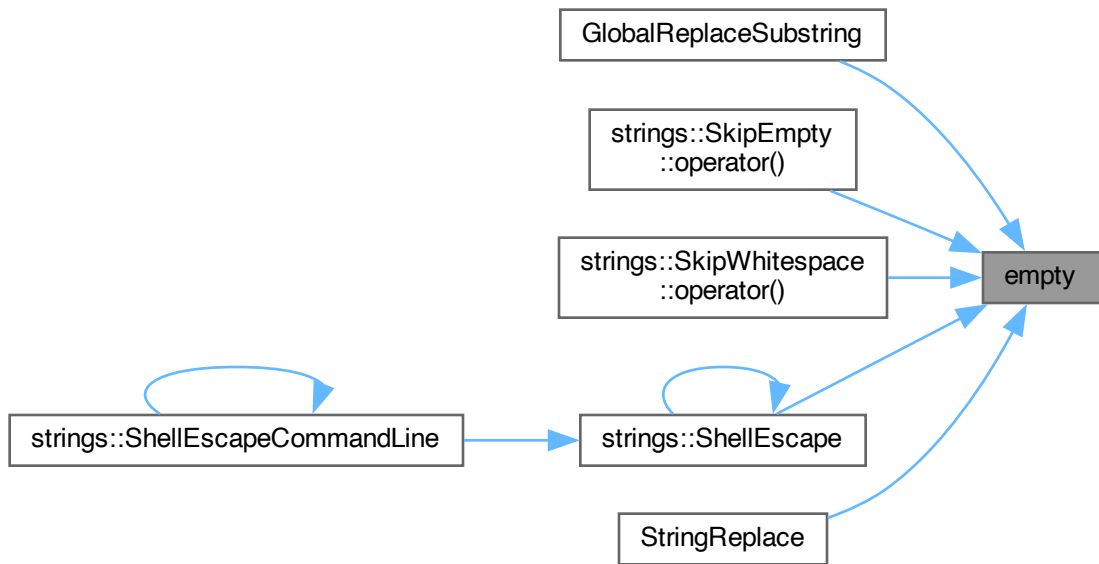 GlobalReplaceSubstring
strings::SkipEmpty
::operator()
strings::SkipWhitespace
::operator()
empty
strings::ShellEscapeCommandLine
strings::ShellEscape
StringReplace